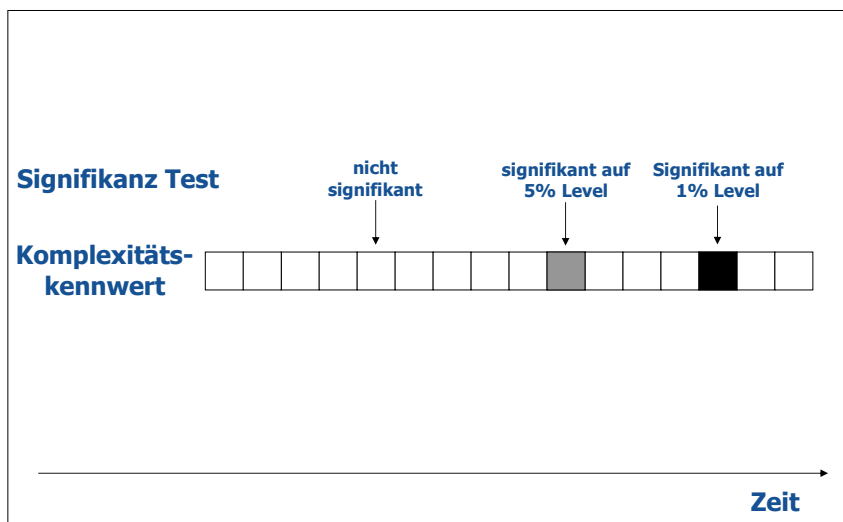 Signifikanz Test
nicht
signifikant
signifikant auf
5% Level
Signifikant auf
1% Level
Komplexitäts-
kennwert
Zeit